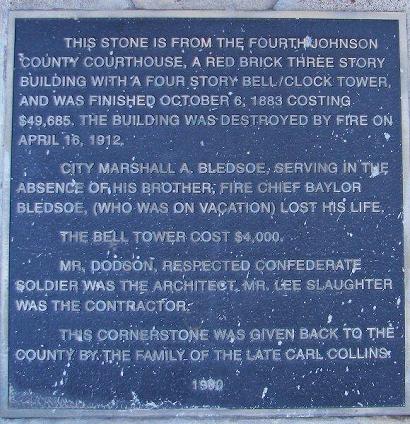 THIS STONE IS FROM THE FOURTH JOHNSON
COUNTY COURTHOUSE, A RED BRICK THREE STORY
BUILDING WITH A FOUR STORY BELL/CLOCK TOWER,
AND WAS FINISHED OCTOBER 6, 1883 COSTING
$49,685. THE BUILDING WAS DESTROYED BY FIRE ON
APRIL 16, 1912.
CITY MARSHALL A. BLEDSOE, SERVING IN THE
ABSENCE OF HIS BROTHER, FIRE CHIEF BAYLOR
BLEDSOE, (WHO WAS ON VACATION) LOST HIS LIFE.
THE BELL TOWER COST $4,000.
MR. DODSON, RESPECTED CONFEDERATE
SOLDIER WAS THE ARCHITECT, MR. LEE SLAUGHTER
WAS THE CONTRACTOR.
THIS CORNERSTONE WAS GIVEN BACK TO THE
COUNTY BY THE FAMILY OF THE LATE CARL COLLINS.